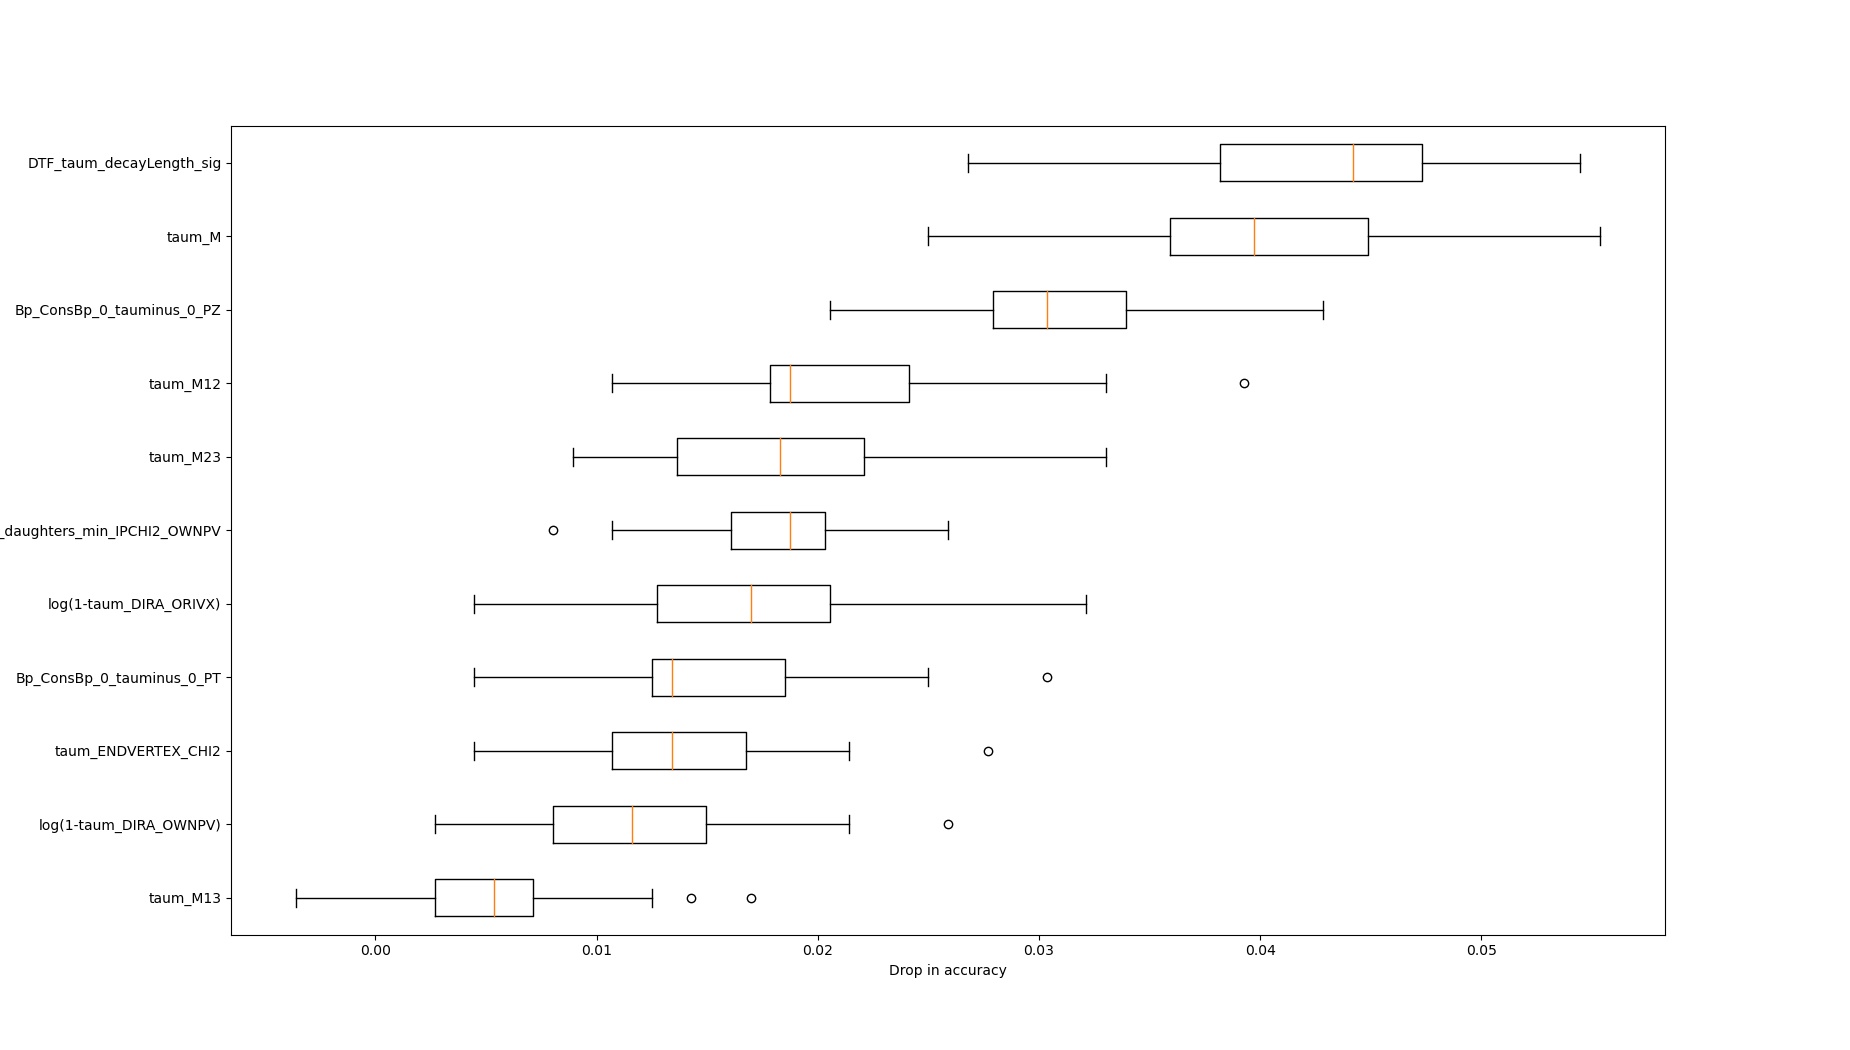 DTF_taum_decayLength_sig
taum_M
Bp_ConsBp_0_tauminus_0_PZ
taum_M12
taum_M23
_daughters_min_IPCHI2_OWNPV
log(1-taum_DIRA_ORIVX)
Bp_ConsBp_0_tauminus_0_PT
taum_ENDVERTEX_CHI2
log(1-taum_DIRA_OWNPV)
taum_M13
0.00 0.01 0.02 0.03 0.04 0.05
Drop in accuracy